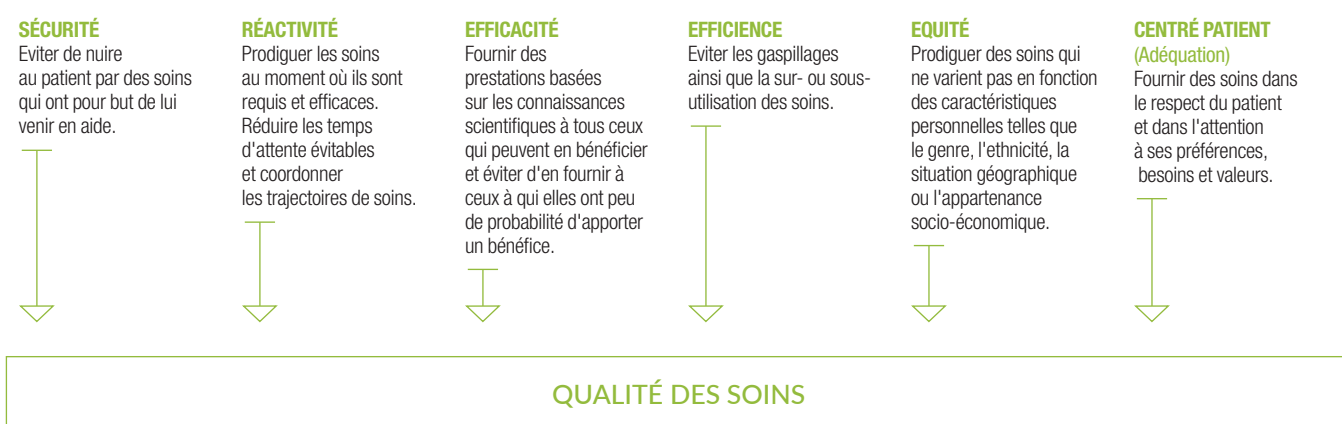 SÉCURITÉ
Eviter de nuire
au patient par des soins
qui ont pour but de lui
venir en aide.
RÉACTIVITÉ
Prodiguer les soins
au moment où ils sont
requis et efficaces.
Réduire les temps
d'attente évitables
et coordonner
les trajectoires de soins.
EFFICACITÉ
Fournir des
prestations basées
sur les connaissances
scientifiques à tous ceux
qui peuvent en bénéficier
et éviter d'en fournir à
ceux à qui elles ont peu
de probabilité d'apporter
un bénéfice.
EFFICIENCE
Eviter les gaspillages
ainsi que la sur- ou sous-
utilisation des soins.
EQUITÉ
Prodiguer des soins qui
ne varient pas en fonction
des caractéristiques
personnelles telles que
le genre, l'ethnicité, la
situation géographique
ou l'appartenance
socio-économique.
CENTRÉ PATIENT
(Adéquation)
Fournir des soins dans
le respect du patient
et dans l'attention
à ses préférences,
besoins et valeurs.
QUALITÉ DES SOINS